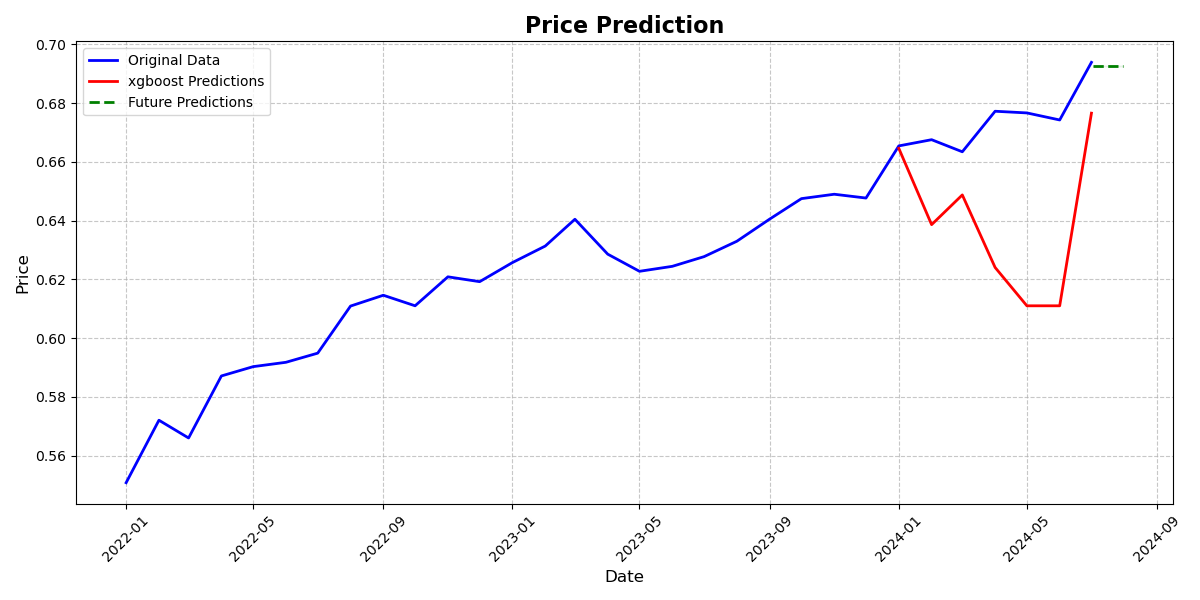 Price Prediction
Original Data
xgboost Predictions
Future Predictions
Price
0.70
0.68
0.66
0.64
0.62
0.60
0.58
0.56
2022-01
2022-05
2022-09
2023-01
2023-05
2023-09
2024-01
2024-05
2024-09
Date